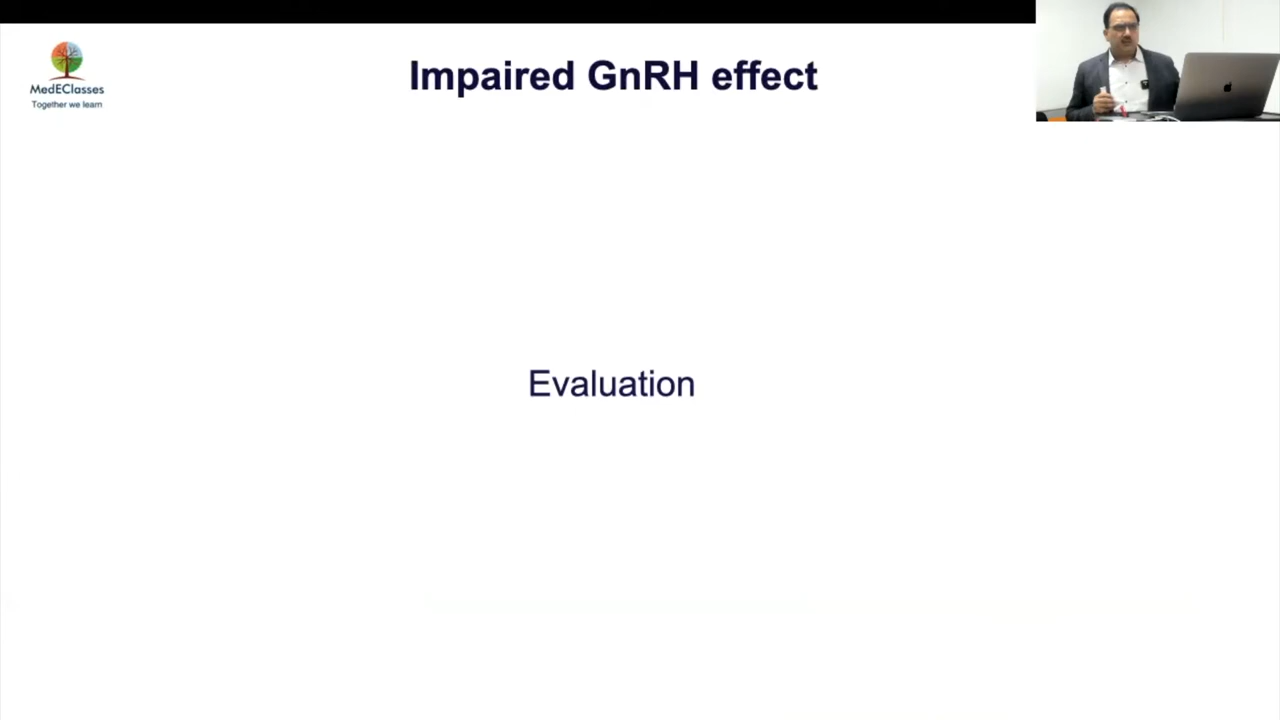 Impaired GnRH effect
MedEClasses
Together we learn
Evaluation